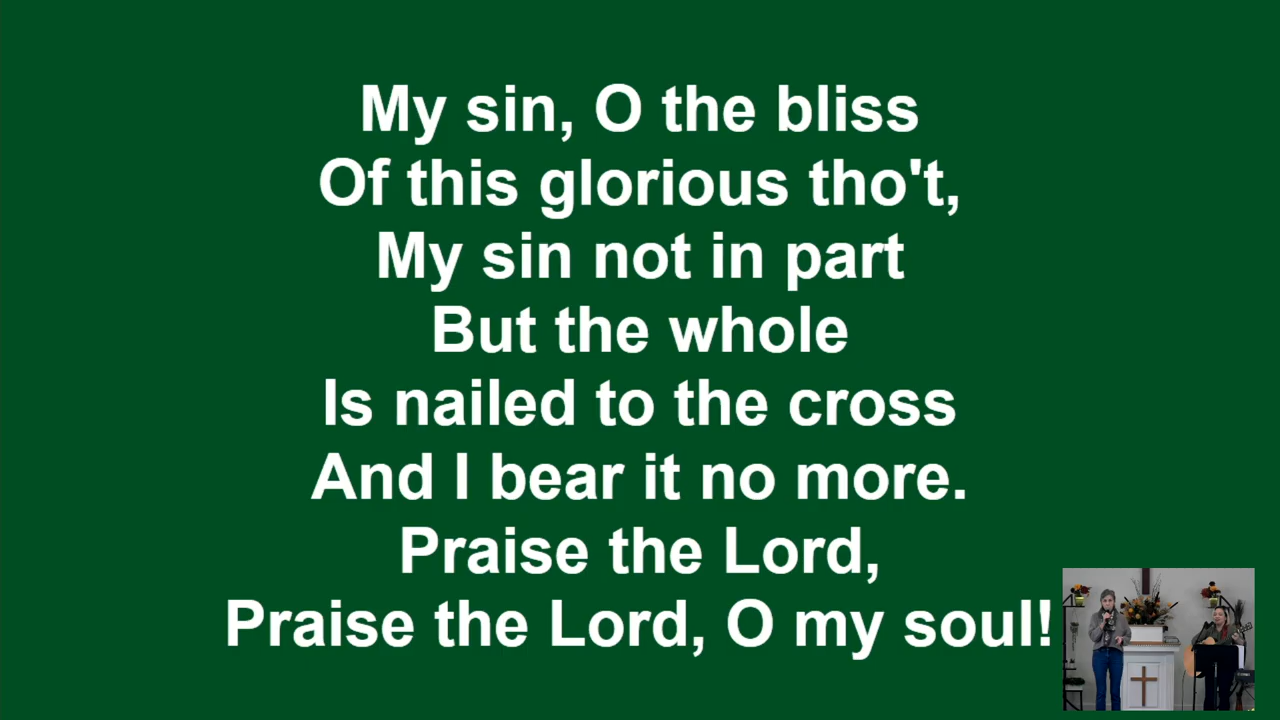 My sin, O the bliss
Of this glorious tho't,
My sin not in part
But the whole
Is nailed to the cross
And I bear it no more.
Praise the Lord,
Praise the Lord, O my soul!